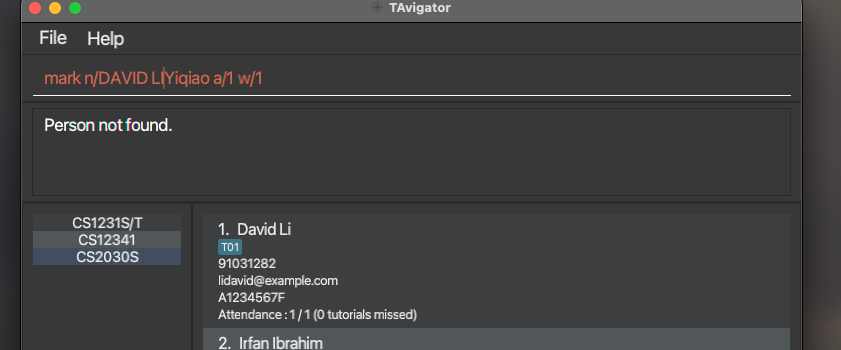 TAvigator
File Help
mark n/DAVID LIYiqiao a/1 w/1
Person not found.
CS1231S/T
CS12341
CS2030S
1. David Li
T01
91031282
lidavid@example.com
A1234567F
Attendance : 1 / 1 (0 tutorials missed)
2. Irfan Ibrahim